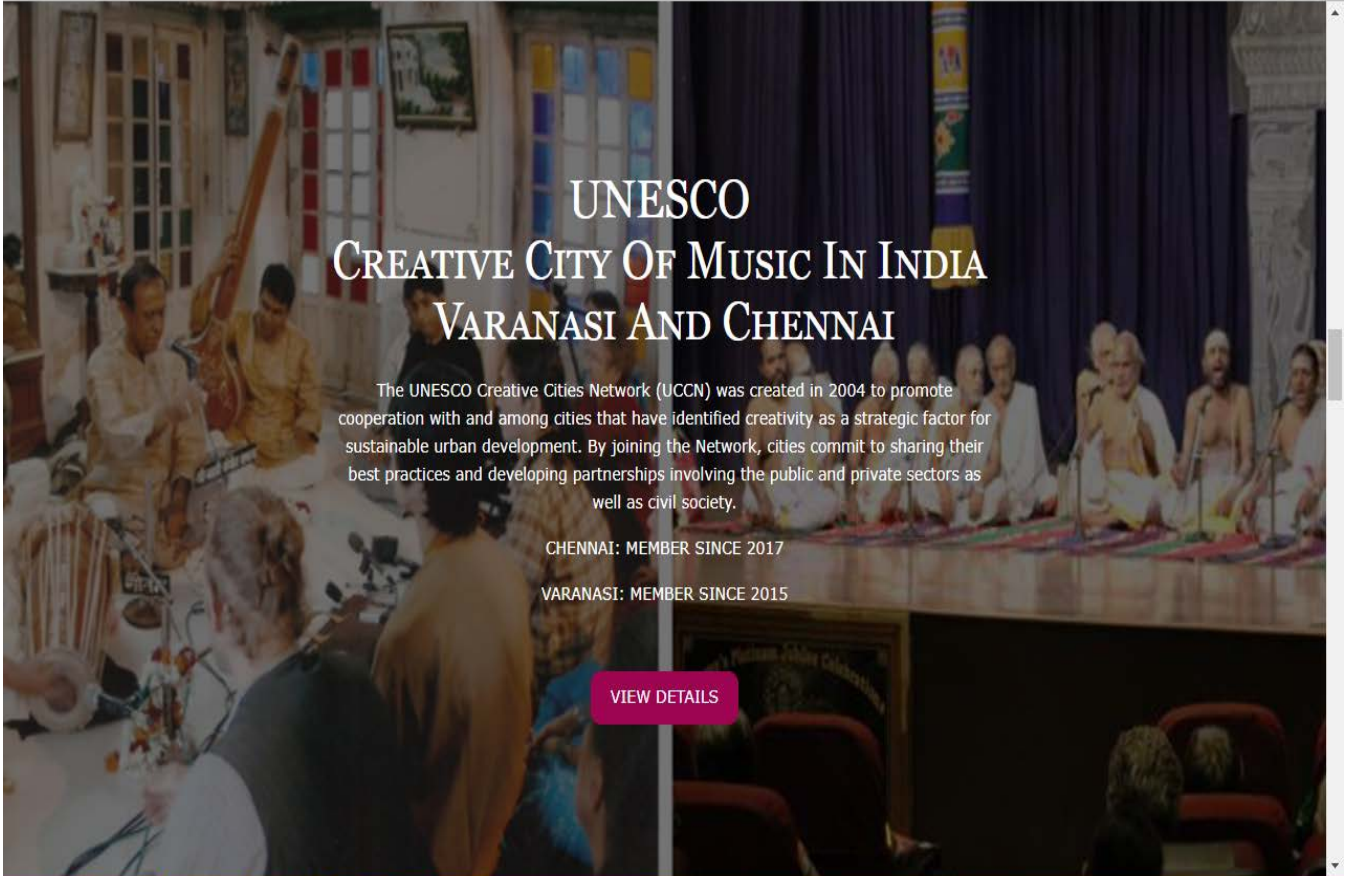 UNESCO
CREATIVE CITY OF MUSIC IN INDIA
VARANASI AND CHENNAI
The UNESCO Creative Cities Network (UCCN) was created in 2004 to promote
cooperation with and among cities that have identified creativity as a strategic factor for
sustainable urban development. By joining the Network, cities commit to sharing their
best practices and developing partnerships involving the public and private sectors as
well as civil society.
CHENNAI: MEMBER SINCE 2017
VARANASI: MEMBER SINCE 2015
Platinum Jubilee Celebration
VIEW DETAILS